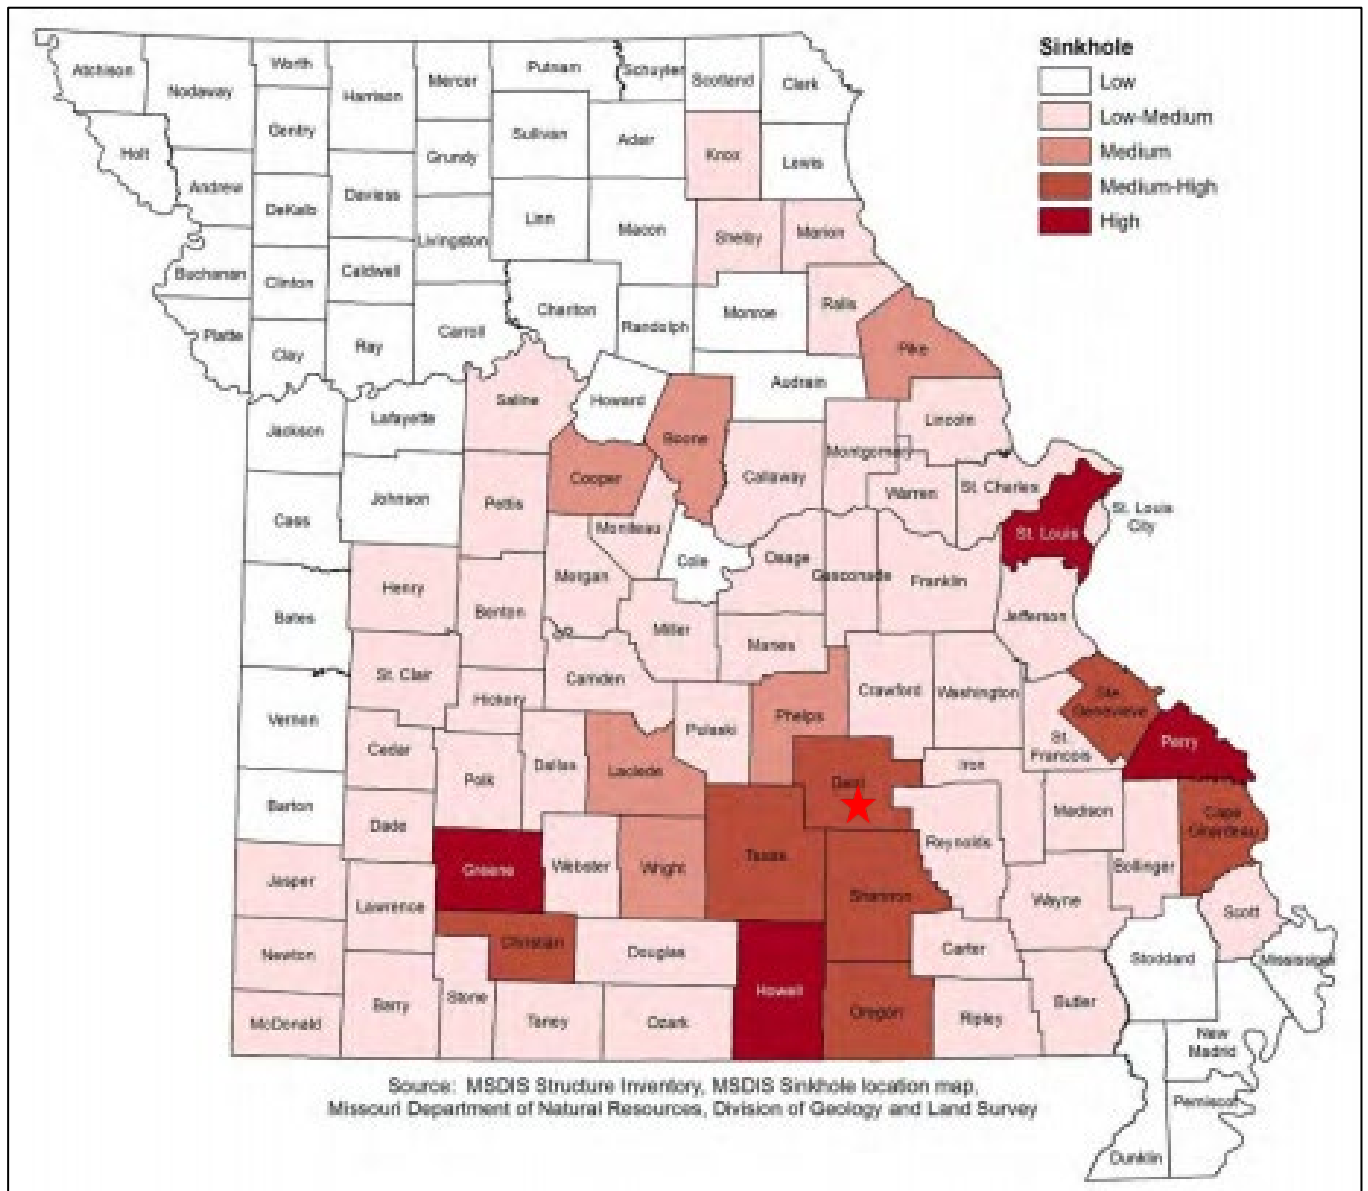 Sinkhole
Low
Low-Medium
Medium
Medium-High
High
Atchison
Nodaway
Worth
Harrison
Mercer
Putnam
Schuyler
Scotland
Clark
Gentry
Sullivan
Adair
Knox
Lewis
Holt
Andrew
DeKalb
Daviess
Grundy
Linn
Macon
Shelby
Marion
Livingston
Buchanan
Clinton
Caldwell
Chariton
Randolph
Monroe
Ralls
Platte
Clay
Ray
Carroll
Pike
Audrain
Saline
Howard
Boone
Jackson
Lafayette
Lincoln
Montgomery
Callaway
Cooper
Warren
St. Charles
St. Louis
City
St. Louis
Johnson
Pettis
Cass
Moniteau
Cole
Osage
Gasconade
Franklin
Morgan
Henry
Benton
Bates
Miller
Jefferson
Maries
St. Clair
Camden
Hickory
Crawford
Washington
Ste.
Genevieve
Vernon
Pulaski
Phelps
St.
Francois
Perry
Cedar
Polk
Dallas
Laclede
Dent
Iron
Barton
Dade
Madison
Cape
Girardeau
Reynolds
Greene
Webster
Wright
Texas
Bollinger
Jasper
Lawrence
Shannon
Wayne
Scott
Christian
Douglas
Carter
Newton
Stoddard
Mississippi
Stone
Barry
Howell
Oregon
Butler
McDonald
Taney
Ozark
Ripley
New
Madrid
Pemiscot
Dunklin
Source: MSDIS Structure Inventory, MSDIS Sinkhole location map,
Missouri Department of Natural Resources, Division of Geology and Land Survey